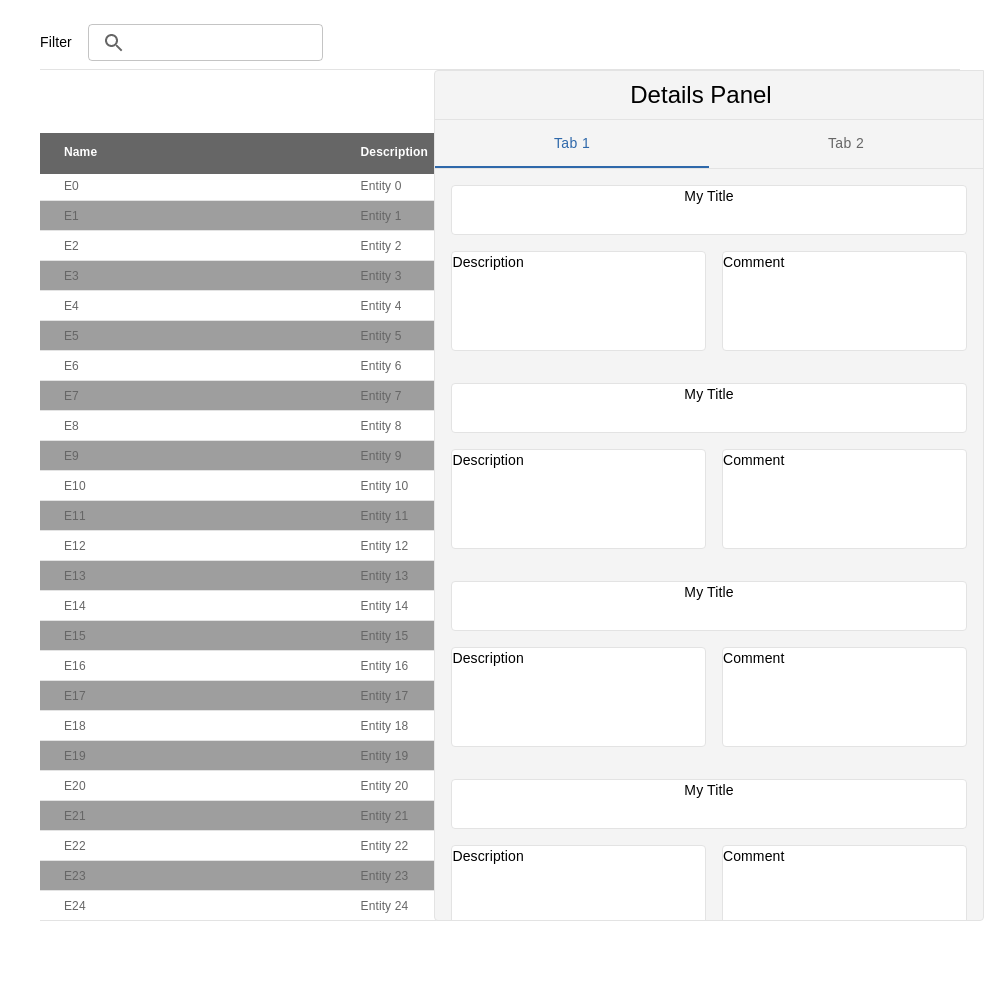 Filter
Details Panel
Tab 1 Tab 2
Name Description
E0 Entity 0
E1 Entity 1
E2 Entity 2
E3 Entity 3
E4 Entity 4
E5 Entity 5
E6 Entity 6
E7 Entity 7
E8 Entity 8
E9 Entity 9
E10 Entity 10
E11 Entity 11
E12 Entity 12
E13 Entity 13
E14 Entity 14
E15 Entity 15
E16 Entity 16
E17 Entity 17
E18 Entity 18
E19 Entity 19
E20 Entity 20
E21 Entity 21
E22 Entity 22
E23 Entity 23
E24 Entity 24
My Title
Description Comment
My Title
Description Comment
My Title
Description Comment
My Title
Description Comment